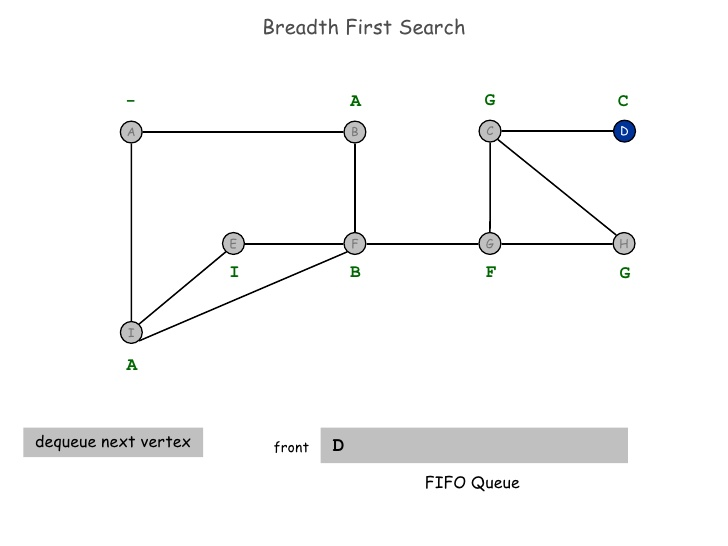 Breadth First Search
- A G C
A B C D
E F G H
I B F G
I
A
dequeue next vertex front D
FIFO Queue